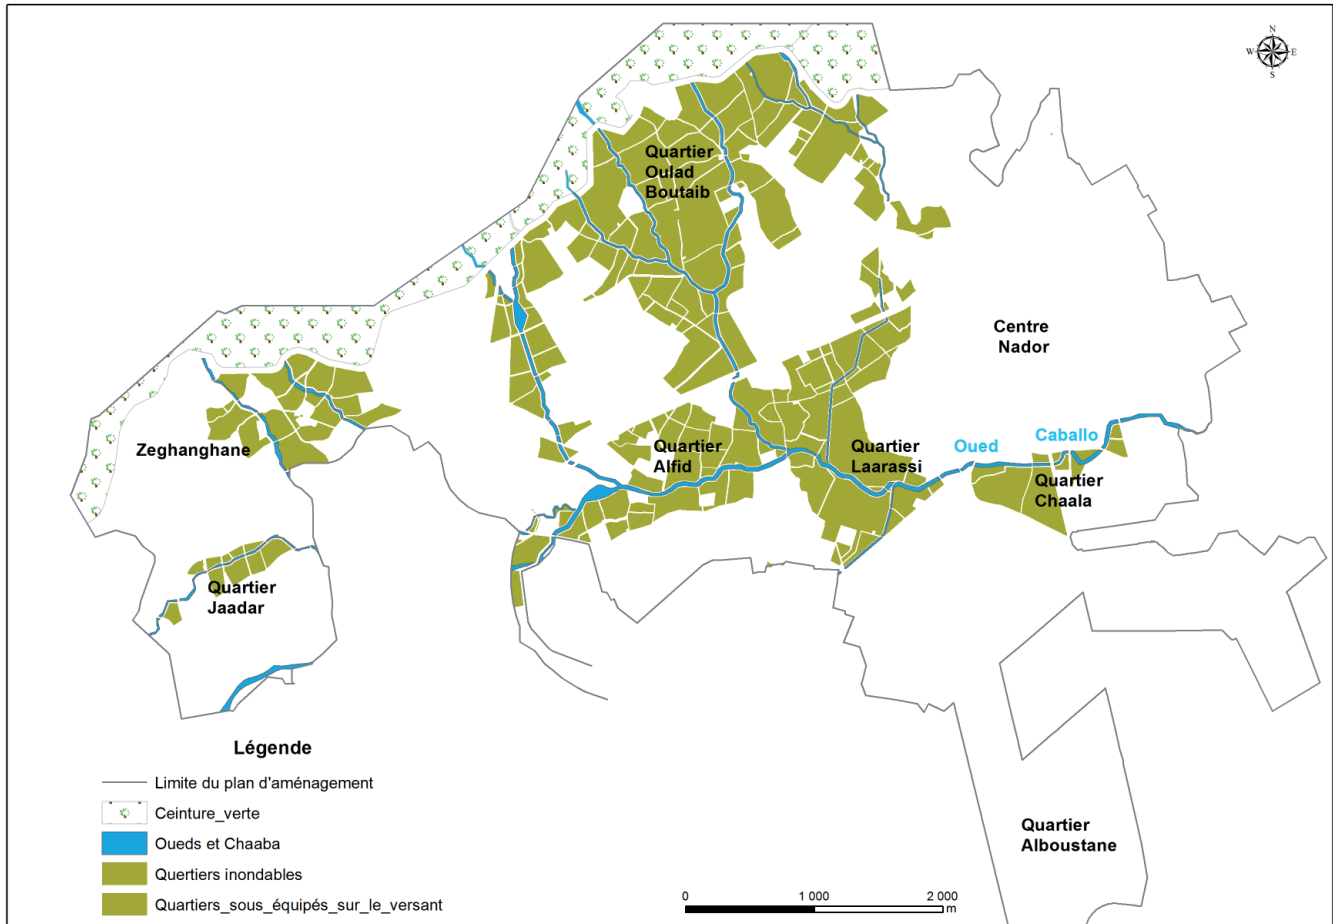 N
W E
S
Quartier
Oulad
Boutaib
Centre
Nador
Zeghanghane
Quartier
Alfid
Quartier
Laarassi
Oued
Caballo
Quartier
Chaala
Quartier
Jaadar
Légende
Limite du plan d'aménagement
Ceinture_verte
Oueds et Chaaba
Quertiers inondables
Quartiers_sous_équipés_sur_le_versant
Quartier
Alboustane
0 1 000 2 000
m